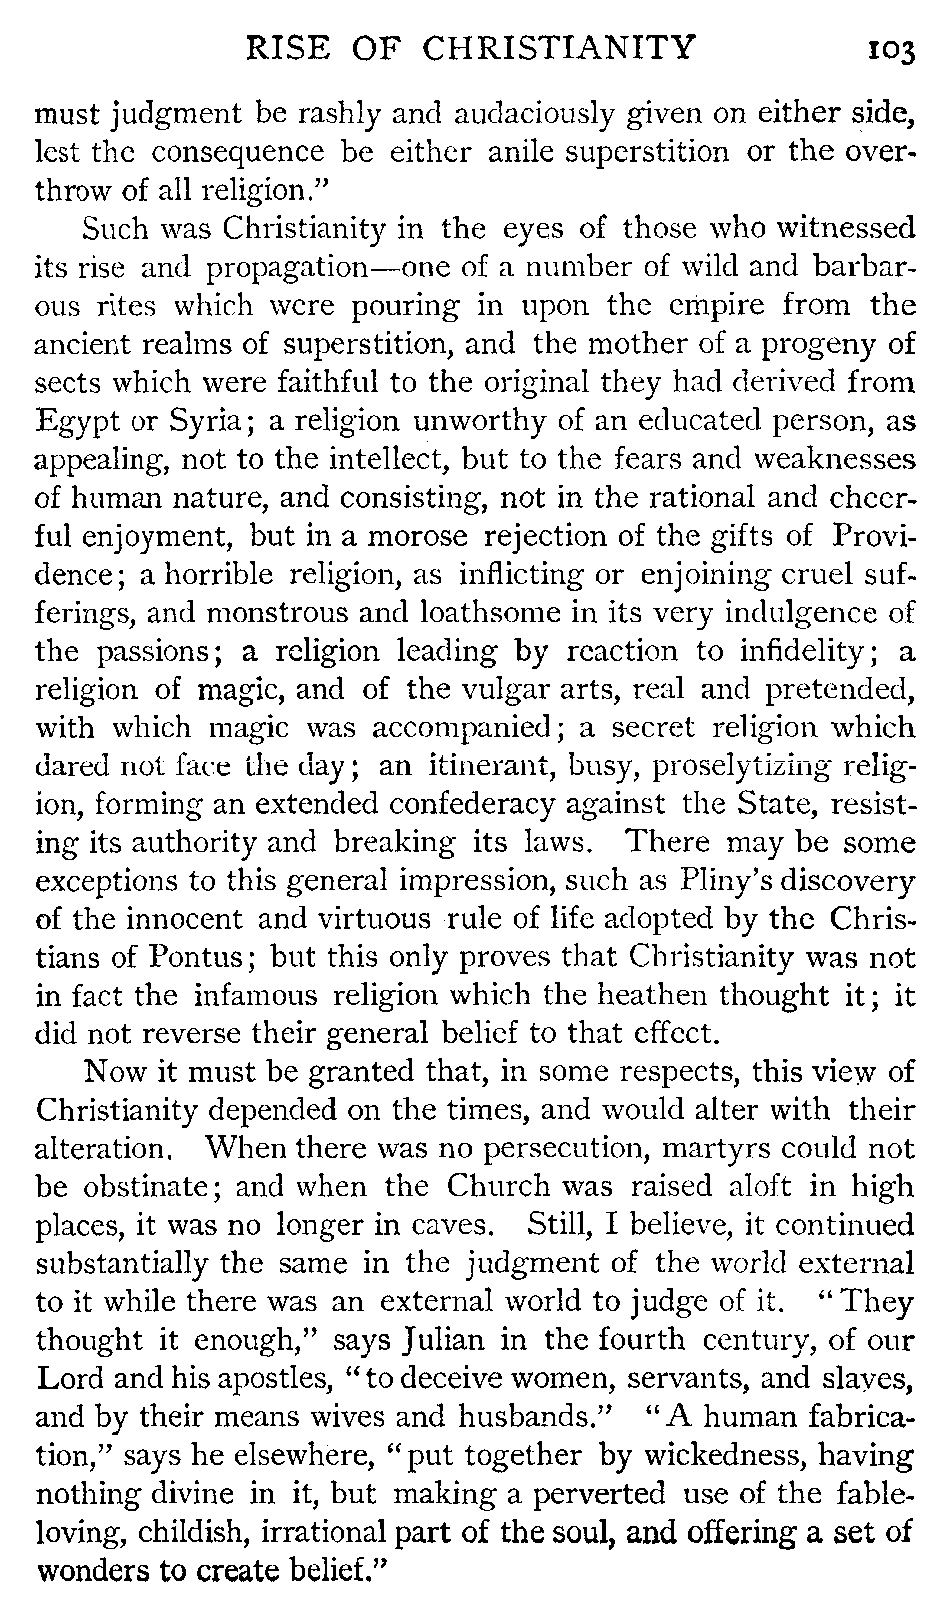 RISE OF CHRISTIANITY 103
must judgment be rashly and audaciously given on either side,
lest the consequence be either anile superstition or the over-
throw of all religion.”
Such was Christianity in the eyes of those who witnessed
its rise and propagation—one of a number of wild and barbar-
ous rites which were pouring in upon the empire from the
ancient realms of superstition, and the mother of a progeny of
sects which were faithful to the original they had derived from
Egypt or Syria; a religion unworthy of an educated person, as
appealing, not to the intellect, but to the fears and weaknesses
of human nature, and consisting, not in the rational and cheer-
ful enjoyment, but in a morose rejection of the gifts of Provi-
dence; a horrible religion, as inflicting or enjoining cruel suf-
ferings, and monstrous and loathsome in its very indulgence of
the passions; a religion leading by reaction to infidelity; a
religion of magic, and of the vulgar arts, real and pretended,
with which magic was accompanied; a secret religion which
dared not face the day; an itinerant, busy, proselytizing relig-
ion, forming an extended confederacy against the State, resist-
ing its authority and breaking its laws. There may be some
exceptions to this general impression, such as Pliny’s discovery
of the innocent and virtuous rule of life adopted by the Chris-
tians of Pontus; but this only proves that Christianity was not
in fact the infamous religion which the heathen thought it; it
did not reverse their general belief to that effect.
Now it must be granted that, in some respects, this view of
Christianity depended on the times, and would alter with their
alteration. When there was no persecution, martyrs could not
be obstinate; and when the Church was raised aloft in high
places, it was no longer in caves. Still, I believe, it continued
substantially the same in the judgment of the world external
to it while there was an external world to judge of it. “They
thought it enough,” says Julian in the fourth century, of our
Lord and his apostles, “to deceive women, servants, and slaves,
and by their means wives and husbands.” “A human fabrica-
tion,” says he elsewhere, “put together by wickedness, having
nothing divine in it, but making a perverted use of the fable-
loving, childish, irrational part of the soul, and offering a set of
wonders to create belief.”